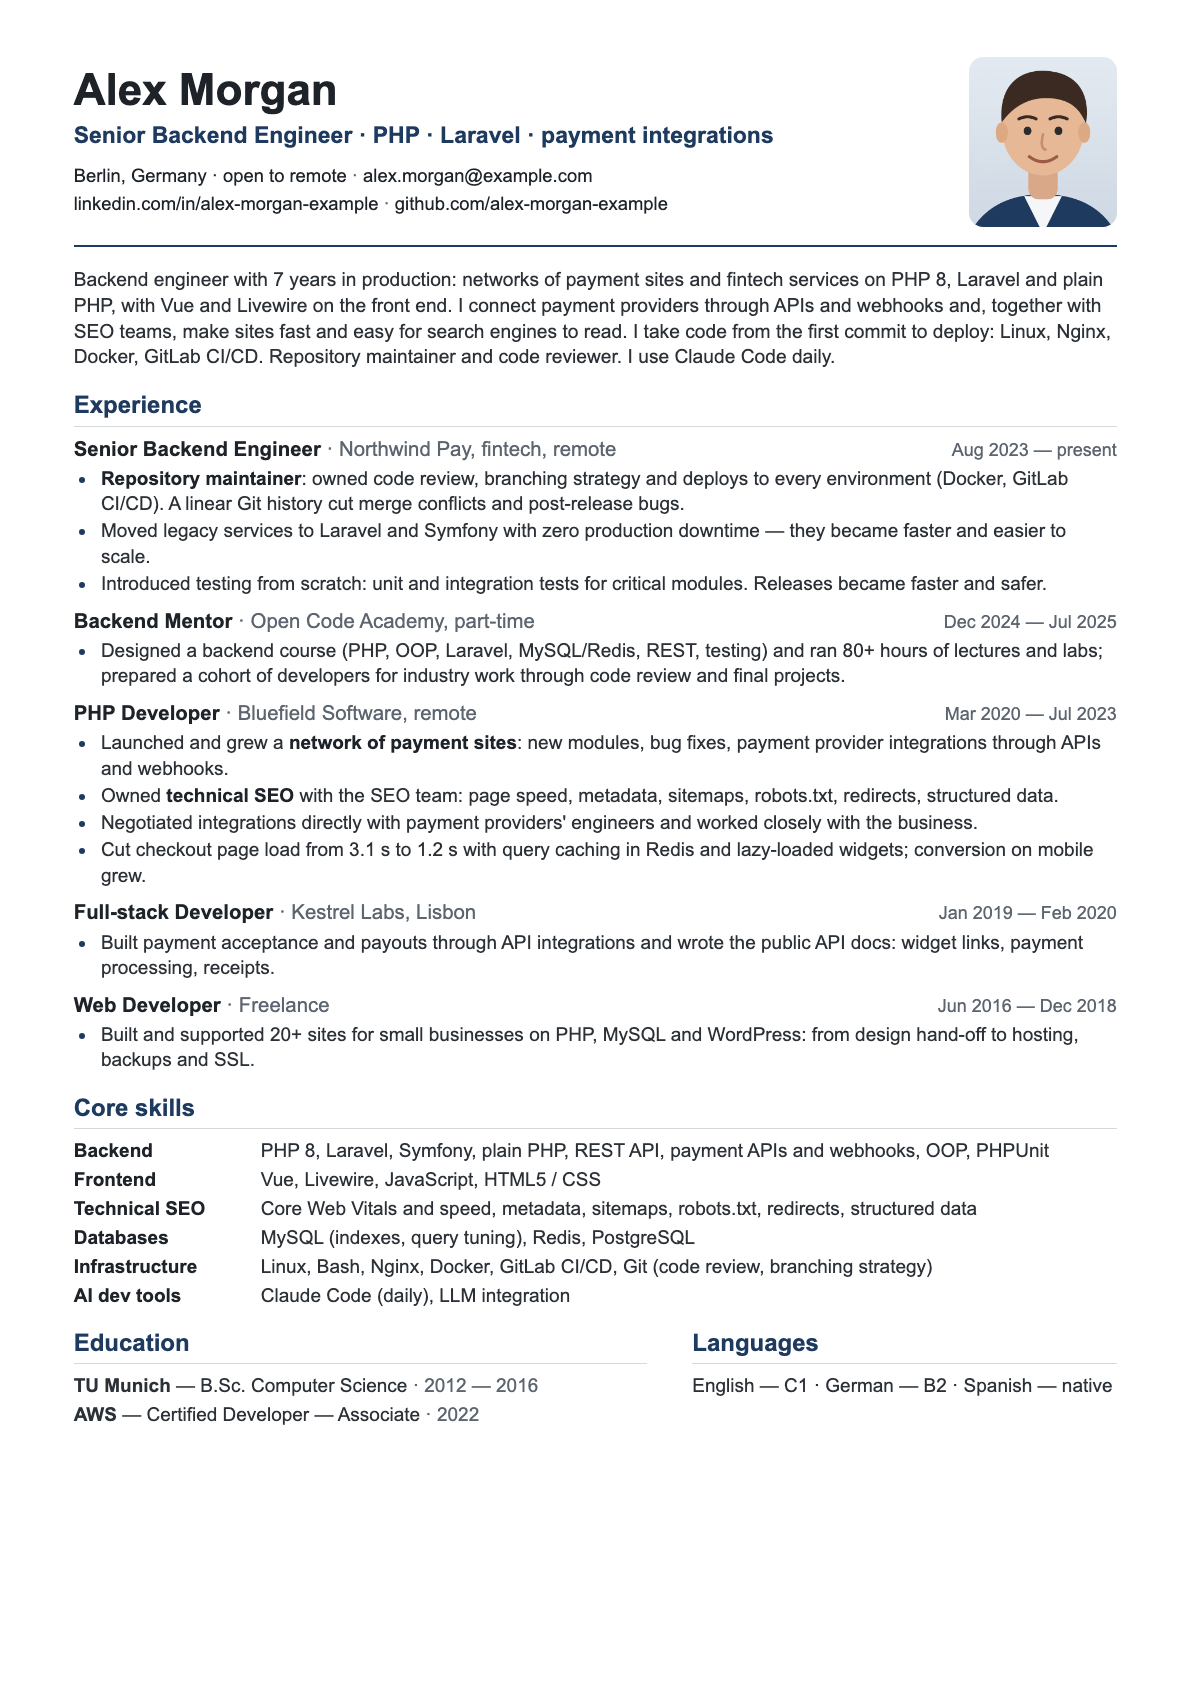 Alex Morgan
Senior Backend Engineer · PHP · Laravel · payment integrations
Berlin, Germany · open to remote · alex.morgan@example.com
linkedin.com/in/alex-morgan-example · github.com/alex-morgan-example
Backend engineer with 7 years in production: networks of payment sites and fintech services on PHP 8, Laravel and plain
PHP, with Vue and Livewire on the front end. I connect payment providers through APIs and webhooks and, together with
SEO teams, make sites fast and easy for search engines to read. I take code from the first commit to deploy: Linux, Nginx,
Docker, GitLab CI/CD. Repository maintainer and code reviewer. I use Claude Code daily.
Experience
Senior Backend Engineer · Northwind Pay, fintech, remote Aug 2023 — present
• Repository maintainer: owned code review, branching strategy and deploys to every environment (Docker, GitLab
CI/CD). A linear Git history cut merge conflicts and post-release bugs.
• Moved legacy services to Laravel and Symfony with zero production downtime — they became faster and easier to
scale.
• Introduced testing from scratch: unit and integration tests for critical modules. Releases became faster and safer.
Backend Mentor · Open Code Academy, part-time Dec 2024 — Jul 2025
• Designed a backend course (PHP, OOP, Laravel, MySQL/Redis, REST, testing) and ran 80+ hours of lectures and labs;
prepared a cohort of developers for industry work through code review and final projects.
PHP Developer · Bluefield Software, remote Mar 2020 — Jul 2023
• Launched and grew a network of payment sites: new modules, bug fixes, payment provider integrations through APIs
and webhooks.
• Owned technical SEO with the SEO team: page speed, metadata, sitemaps, robots.txt, redirects, structured data.
• Negotiated integrations directly with payment providers' engineers and worked closely with the business.
• Cut checkout page load from 3.1 s to 1.2 s with query caching in Redis and lazy-loaded widgets; conversion on mobile
grew.
Full-stack Developer · Kestrel Labs, Lisbon Jan 2019 — Feb 2020
• Built payment acceptance and payouts through API integrations and wrote the public API docs: widget links, payment
processing, receipts.
Web Developer · Freelance Jun 2016 — Dec 2018
• Built and supported 20+ sites for small businesses on PHP, MySQL and WordPress: from design hand-off to hosting,
backups and SSL.
Core skills
Backend PHP 8, Laravel, Symfony, plain PHP, REST API, payment APIs and webhooks, OOP, PHPUnit
Frontend Vue, Livewire, JavaScript, HTML5 / CSS
Technical SEO Core Web Vitals and speed, metadata, sitemaps, robots.txt, redirects, structured data
Databases MySQL (indexes, query tuning), Redis, PostgreSQL
Infrastructure Linux, Bash, Nginx, Docker, GitLab CI/CD, Git (code review, branching strategy)
AI dev tools Claude Code (daily), LLM integration
Education
TU Munich — B.Sc. Computer Science · 2012 — 2016
AWS — Certified Developer — Associate · 2022
Languages
English — C1 · German — B2 · Spanish — native